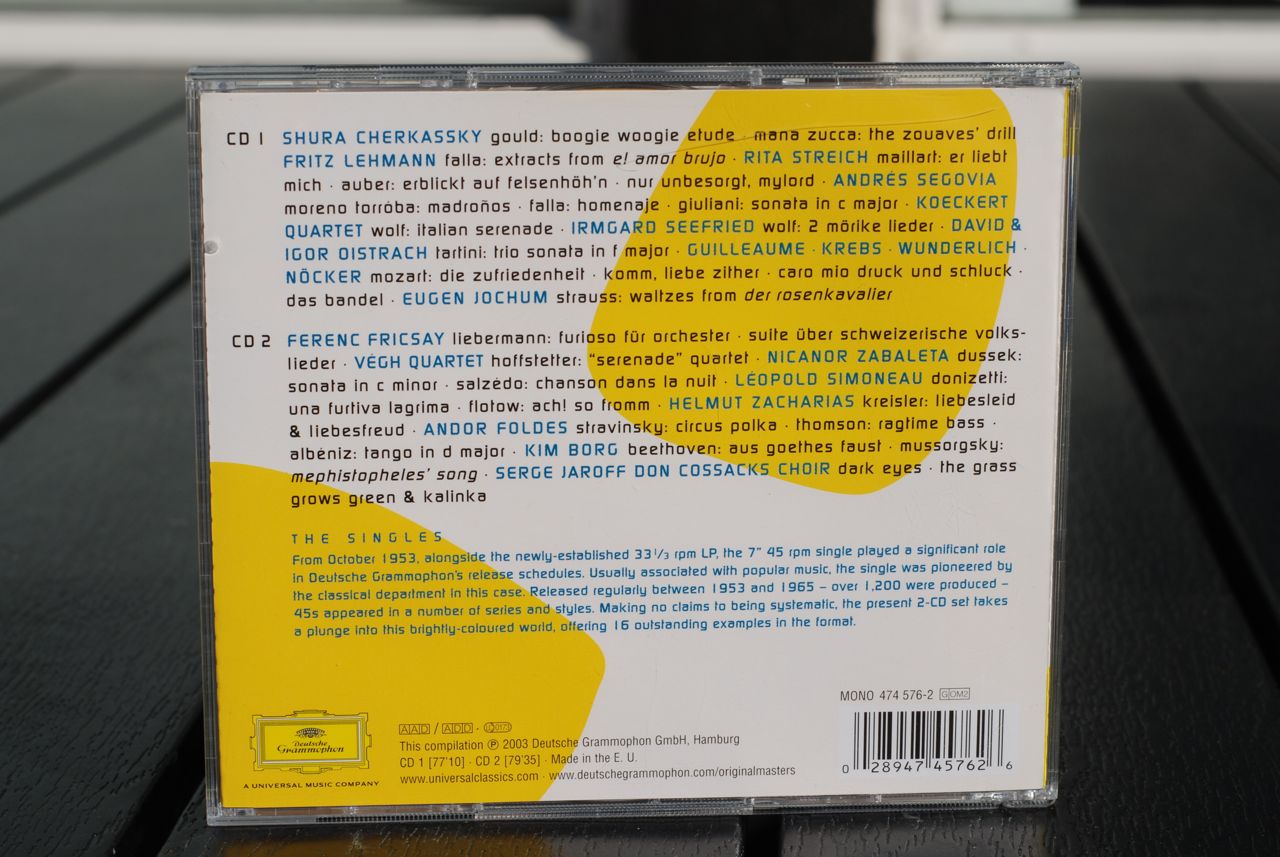 CD 1 SHURA CHERKASSKY gould: boogie woogie etude · mana zucca: the zouaves' drill
FRITZ LEHMANN falla: extracts from el amor brujo · RITA STREICH maillart: er liebt
mich · auber: erblickt auf felsenhöh'n · nur unbesorgt, mylord · ANDRÉS SEGOVIA
moreno torróba: madroños · falla: homenaje · giuliani: sonata in c major · KOECKERT
QUARTET wolf: italian serenade · IRMGARD SEEFRIED wolf: 2 mörike lieder · DAVID &
IGOR OISTRACH tartini: trio sonata in f major · GUILLEAUME · KREBS · WUNDERLICH ·
NÖCKER mozart: die zufriedenheit · komm, liebe zither · caro mio druck und schluck ·
das bandel · EUGEN JOCHUM strauss: waltzes from der rosenkavalier
CD 2 FERENC FRICSAY liebermann: furioso für orchester · suite über schweizerische volks-
lieder · VÉGH QUARTET hoffstetter: "serenade" quartet · NICANOR ZABALETA dussek:
sonata in c minor · salzédo: chanson dans la nuit · LÉOPOLD SIMONEAU donizetti:
una furtiva lagrima · flotow: ach! so fromm · HELMUT ZACHARIAS kreisler: liebesleid
& liebesfreud · ANDOR FOLDES stravinsky: circus polka · thomson: ragtime bass ·
albéniz: tango in d major · KIM BORG beethoven: aus goethes faust · mussorgsky:
mephistopheles' song · SERGE JAROFF DON COSSACKS CHOIR dark eyes · the grass
grows green & kalinka
THE SINGLES
From October 1953, alongside the newly-established 33 1/3 rpm LP, the 7" 45 rpm single played a significant role
in Deutsche Grammophon's release schedules. Usually associated with popular music, the single was pioneered by
the classical department in this case. Released regularly between 1953 and 1965 – over 1,200 were produced –
45s appeared in a number of series and styles. Making no claims to being systematic, the present 2-CD set takes
a plunge into this brightly-coloured world, offering 16 outstanding examples in the format.
MONO 474 576-2 GOM2
Deutsche
Grammophon
A UNIVERSAL MUSIC COMPANY
AAD / ADD · LC 0173
This compilation ℗ 2003 Deutsche Grammophon GmbH, Hamburg
CD 1 [77'10] · CD 2 [79'35] · Made in the E. U.
www.universalclassics.com · www.deutschegrammophon.com/originalmasters
0 28947 45762 6